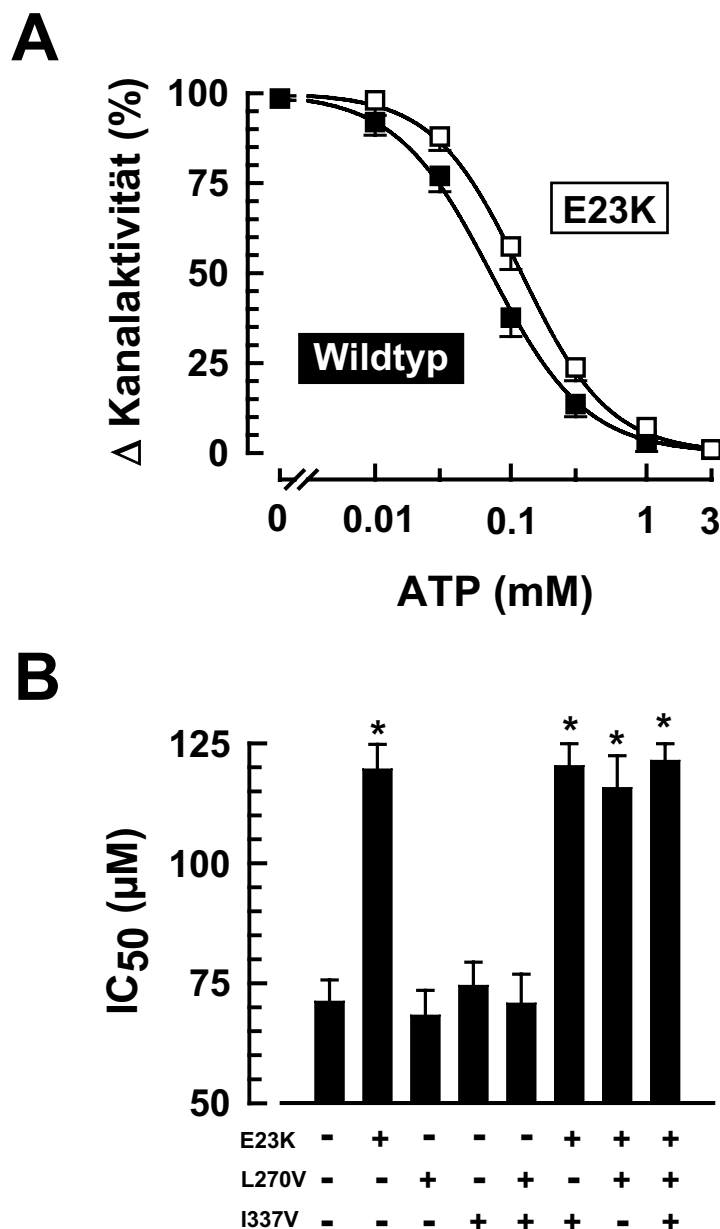 A
Δ Kanalaktivität (%)
100
75
50
25
0
E23K
Wildtyp
0 0.01 0.1 1 3
ATP (mM)
B
IC50 (µM)
125
100
75
50
* * * *
E23K - + - - - + + +
L270V - - + - + - + +
I337V - - - + + + - +